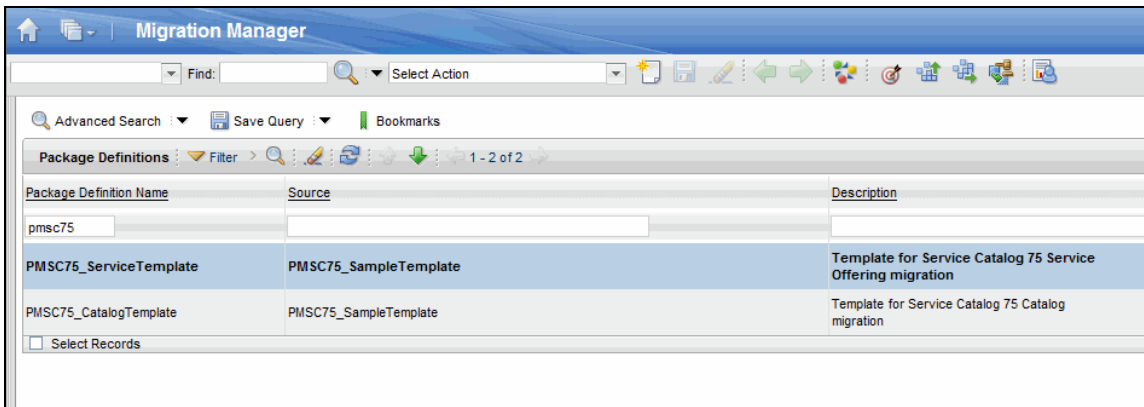 Migration Manager
Find: Select Action
Advanced Search Save Query Bookmarks
Package Definitions Filter 1 - 2 of 2
Package Definition Name Source Description
pmsc75
PMSC75_ServiceTemplate PMSC75_SampleTemplate Template for Service Catalog 75 Service
Offering migration
PMSC75_CatalogTemplate PMSC75_SampleTemplate Template for Service Catalog 75 Catalog
migration
Select Records